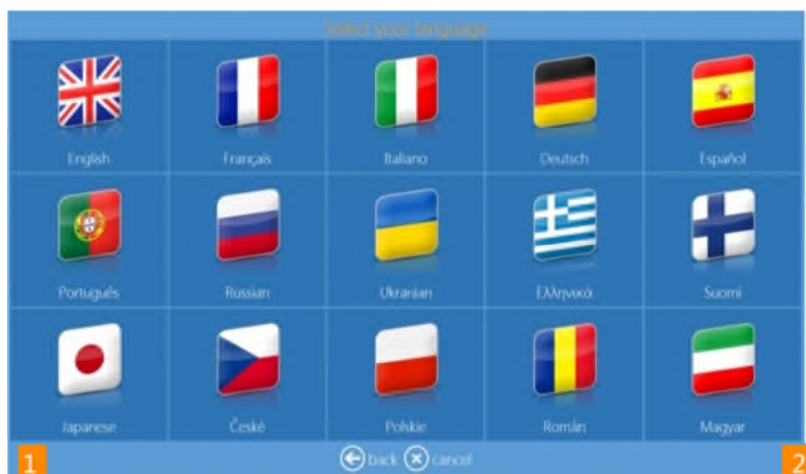 Select your language
English Français Italiano Deutsch Español
Português Russian Ukranian Ελληνικά Suomi
Japanese České Polskie Român Magyar
1 back cancel 2